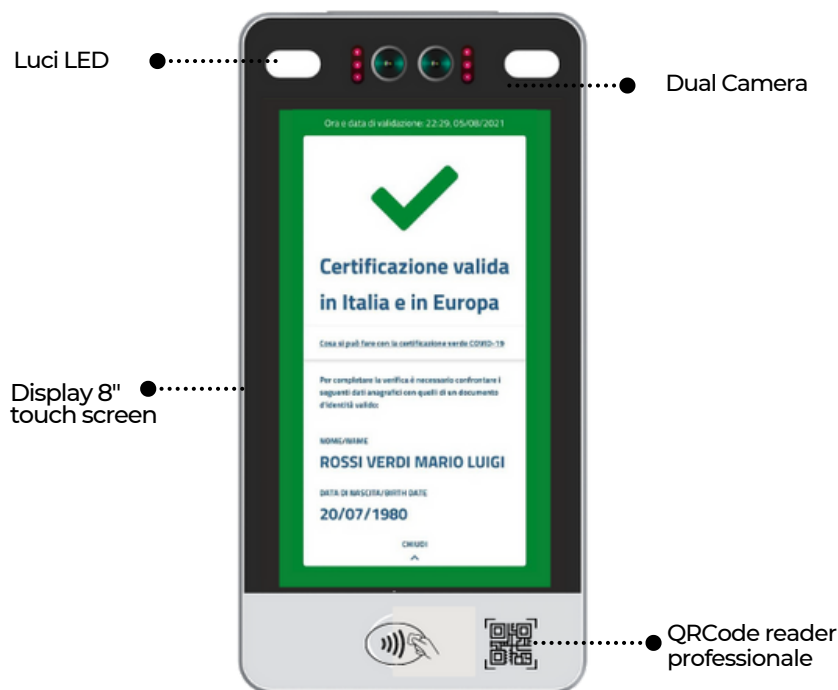 Luci LED
Dual Camera
Ora e data di validazione: 22:29, 05/08/2021
Certificazione valida
in Italia e in Europa
Cosa si può fare con la certificazione verde COVID-19
Per completare la verifica è necessario confrontare i
seguenti dati anagrafici con quelli di un documento
d'identità valido:
Display 8"
touch screen
NOME/NAME
ROSSI VERDI MARIO LUIGI
DATA DI NASCITA/BIRTH DATE
20/07/1980
CHIUDI
QRCode reader
professionale